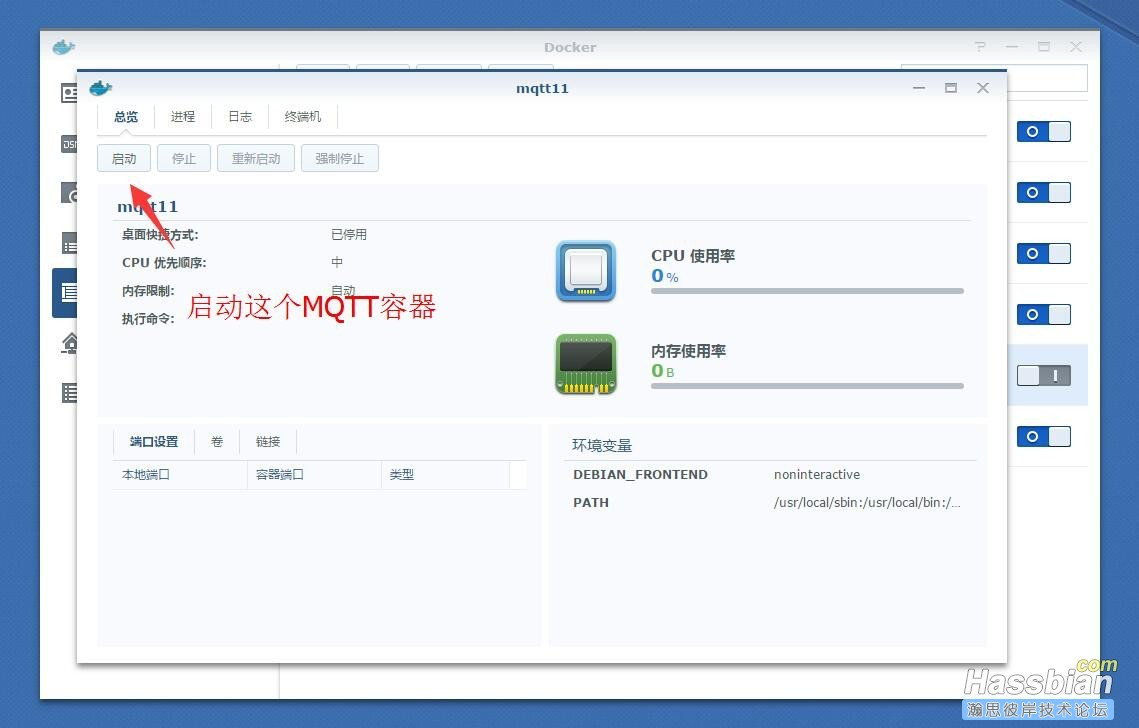 Docker
mqtt11
总览 进程 日志 终端机
启动 停止 重新启动 强制停止
mqtt11
桌面快捷方式: 已停用
CPU 优先顺序: 中
内存限制: 自动
执行命令:
启动这个MQTT容器
CPU 使用率
0 %
内存使用率
0 B
端口设置 卷 链接
本地端口 容器端口 类型
环境变量
DEBIAN_FRONTEND noninteractive
PATH /usr/local/sbin:/usr/local/bin:/...
Hassbian.com
瀚思彼岸技术论坛